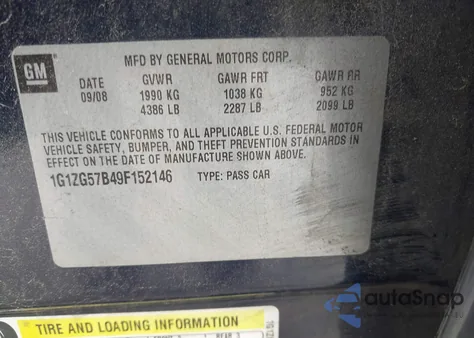 GM
MFD BY GENERAL MOTORS CORP.
DATE GVWR GAWR FRT GAWR RR
09/08 1990 KG 1038 KG 952 KG
4386 LB 2287 LB 2099 LB
THIS VEHICLE CONFORMS TO ALL APPLICABLE U.S. FEDERAL MOTOR
VEHICLE SAFETY, BUMPER, AND THEFT PREVENTION STANDARDS IN
EFFECT ON THE DATE OF MANUFACTURE SHOWN ABOVE.
1G1ZG57B49F152146 TYPE: PASS CAR
autoSnap
TIRE AND LOADING INFORMATION